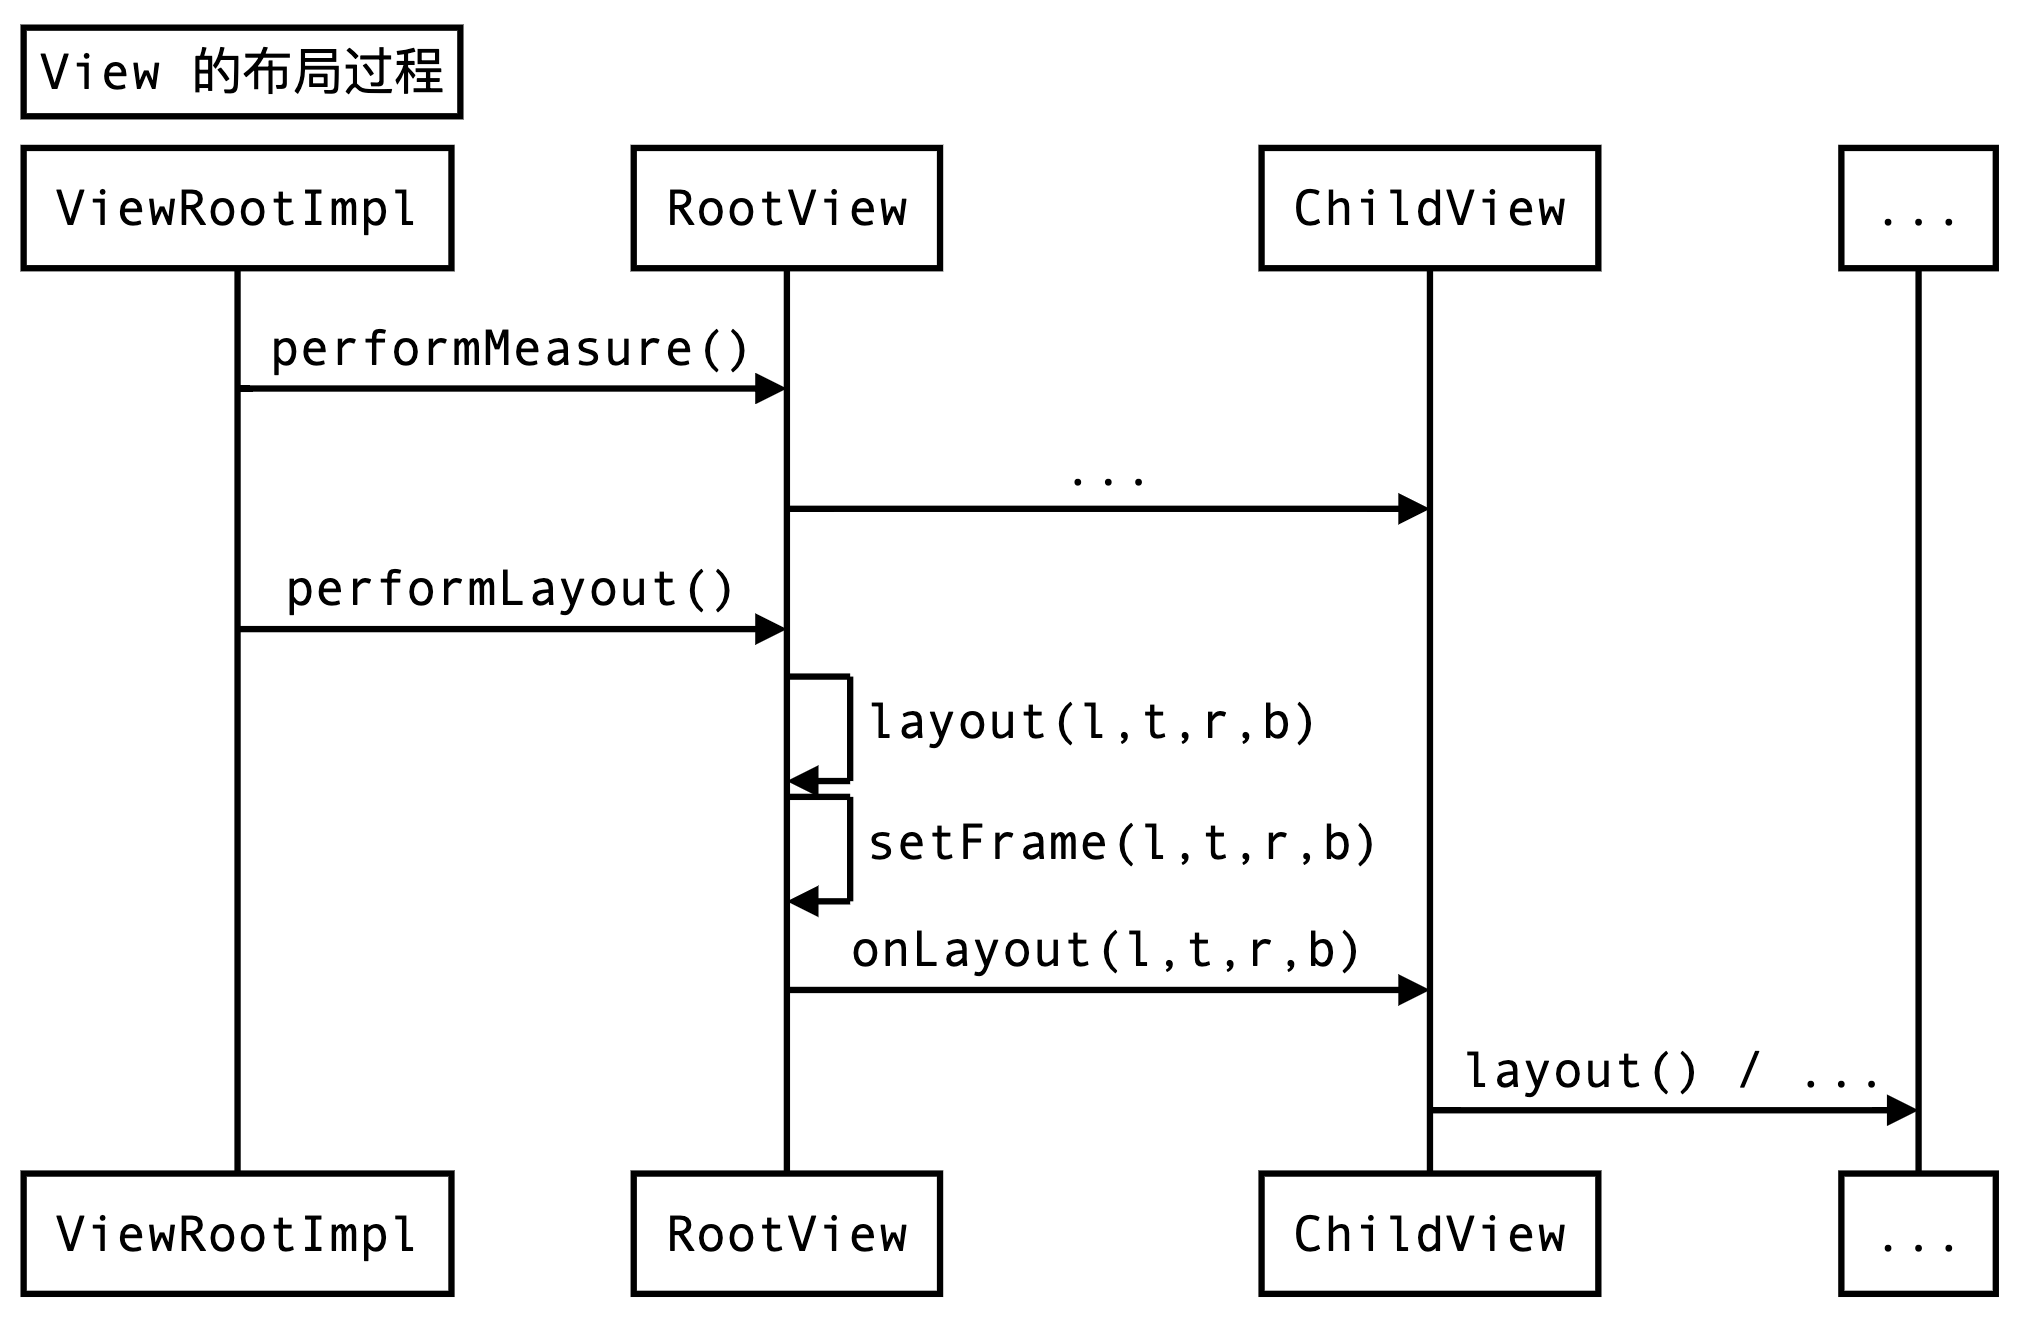 View 的布局过程
ViewRootImpl
RootView
ChildView
...
performMeasure()
...
performLayout()
layout(l,t,r,b)
setFrame(l,t,r,b)
onLayout(l,t,r,b)
layout() / ...
ViewRootImpl
RootView
ChildView
...